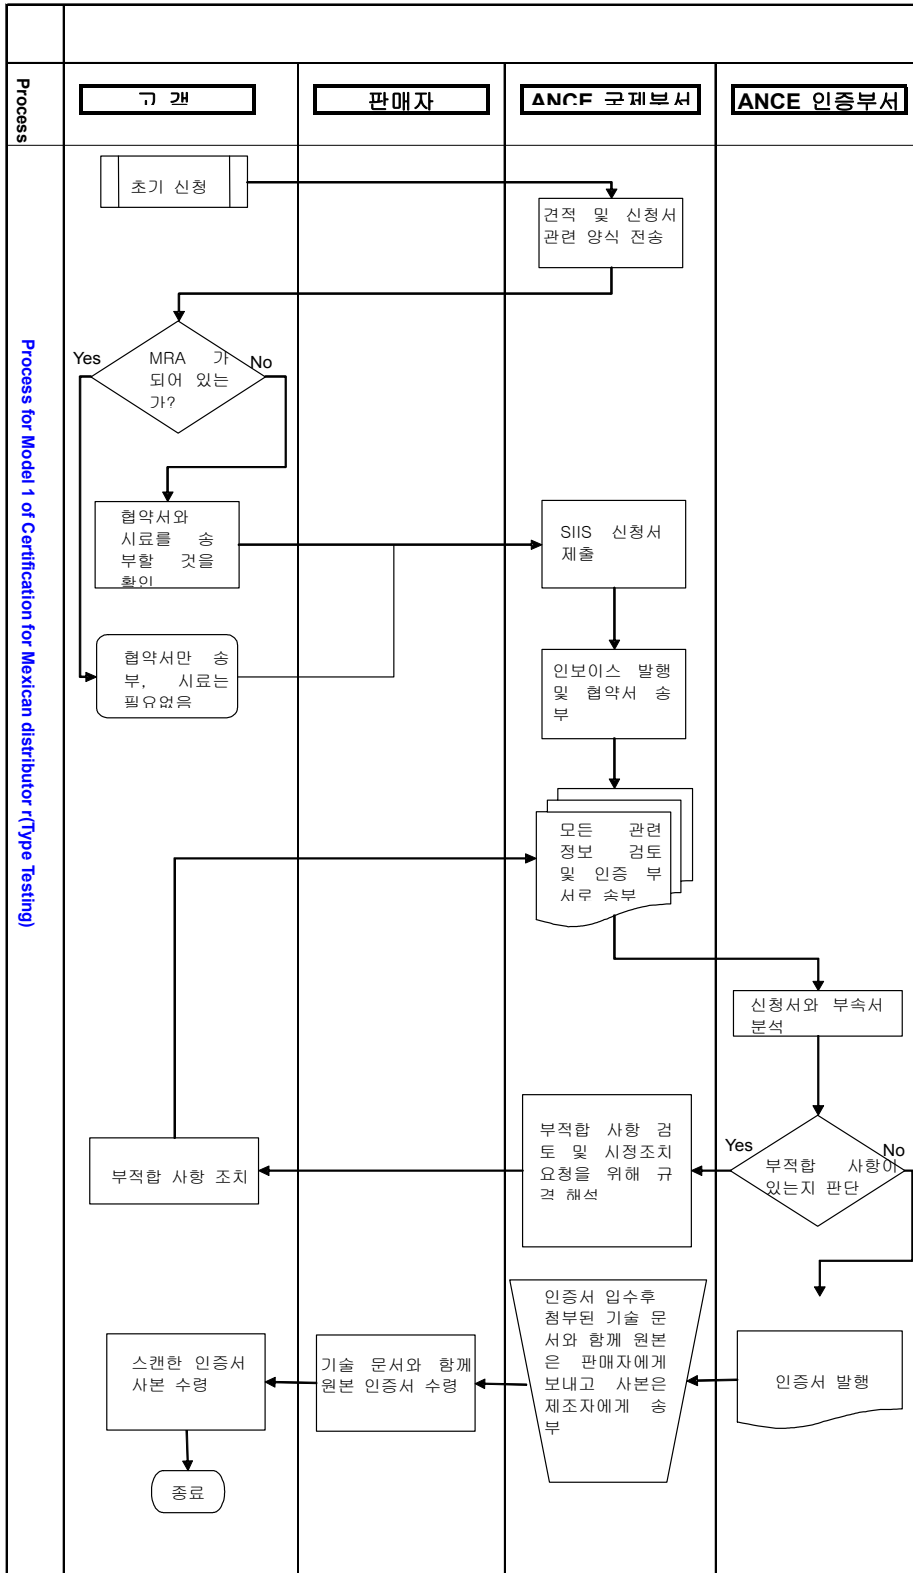 Process
고 객
판매자
ANCE 국제부서
ANCE 인증부서
Process for Model 1 of Certification for Mexican distributor r(Type Testing)
초기 신청
견적 및 신청서
관련 양식 전송
Yes
MRA 가
되어 있는
가?
No
협약서와
시료를 송
부할 것을
확인
SIIS 신청서
제출
협약서만 송
부, 시료는
필요없음
인보이스 발행
및 협약서 송
부
모든 관련
정보 검토
및 인증 부
서로 송부
신청서와 부속서
분석
부적합 사항 조치
부적합 사항 검
토 및 시정조치
요청을 위해 규
격 해석
Yes
부적합 사항이
있는지 판단
No
스캔한 인증서
사본 수령
기술 문서와 함께
원본 인증서 수령
인증서 입수후
첨부된 기술 문
서와 함께 원본
은 판매자에게
보내고 사본은
제조자에게 송
부
인증서 발행
종료